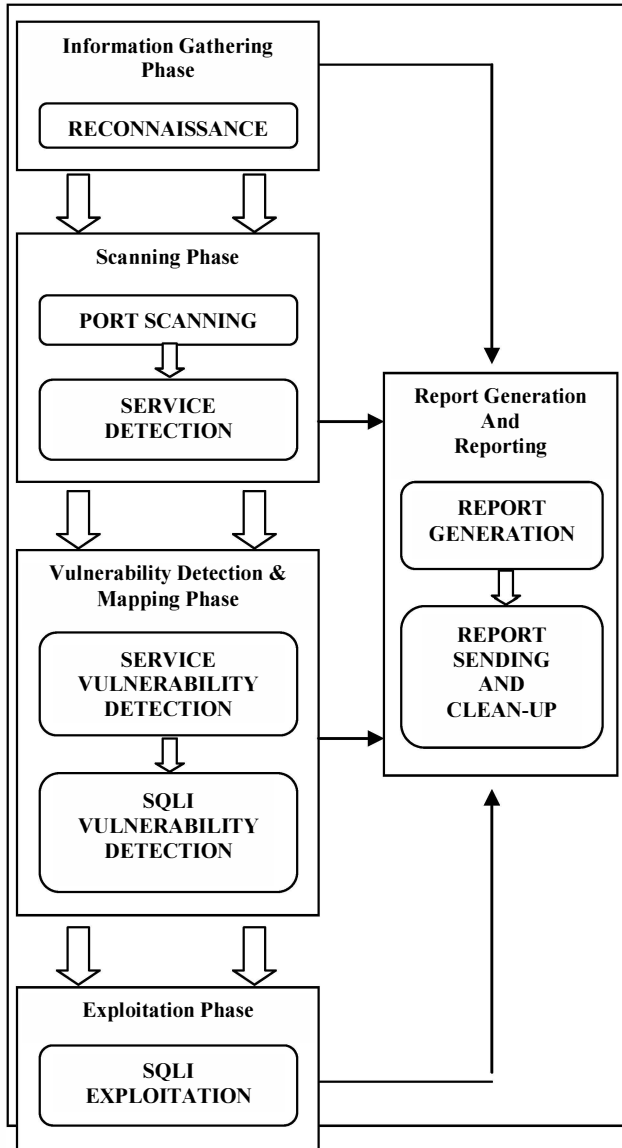 Information Gathering
Phase
RECONNAISSANCE
Scanning Phase
PORT SCANNING
SERVICE
DETECTION
Vulnerability Detection &
Mapping Phase
SERVICE
VULNERABILITY
DETECTION
SQLI
VULNERABILITY
DETECTION
Exploitation Phase
SQLI
EXPLOITATION
Report Generation
And
Reporting
REPORT
GENERATION
REPORT
SENDING
AND
CLEAN-UP